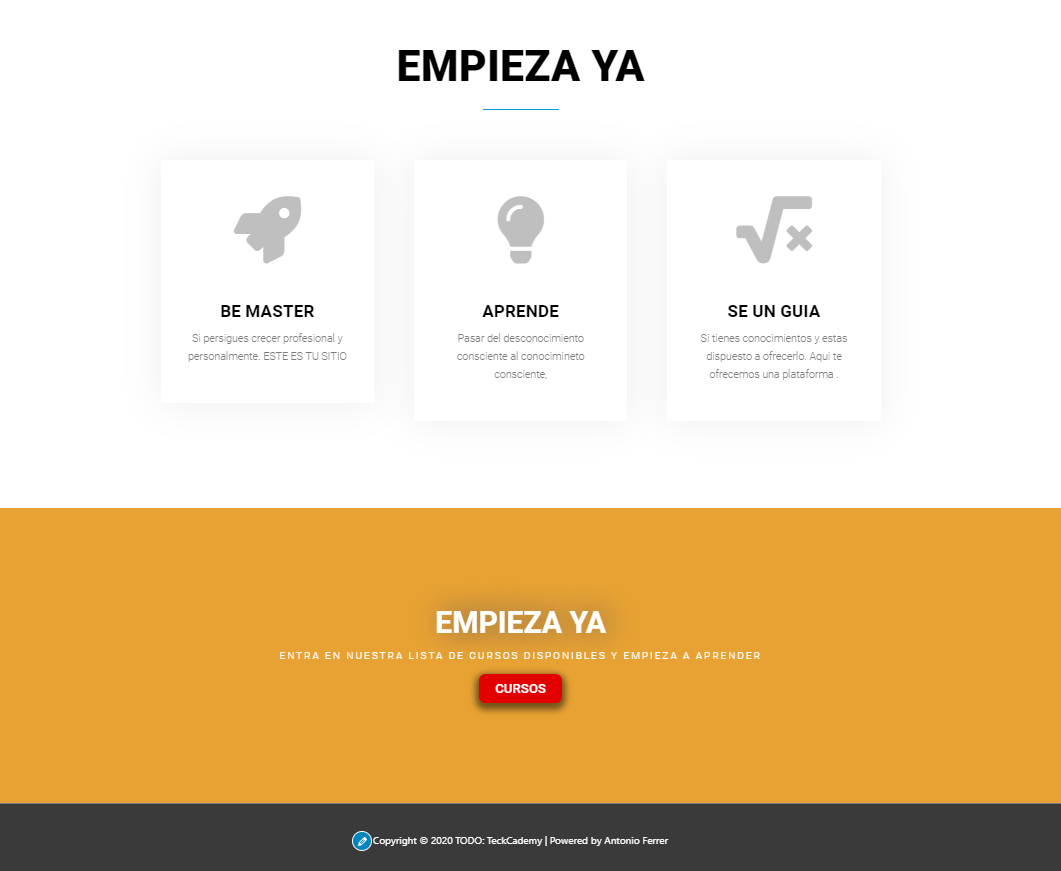 EMPIEZA YA
BE MASTER
Si persigues crecer profesional y
personalmente. ESTE ES TU SITIO
APRENDE
Pasar del desconocimiento
consciente al conocimineto
consciente,
SE UN GUIA
Si tienes conocimientos y estas
dispuesto a ofrecerlo. Aqui te
ofrecemos una plataforma .
EMPIEZA YA
ENTRA EN NUESTRA LISTA DE CURSOS DISPONIBLES Y EMPIEZA A APRENDER
CURSOS
Copyright © 2020 TODO: TeckCademy | Powered by Antonio Ferrer